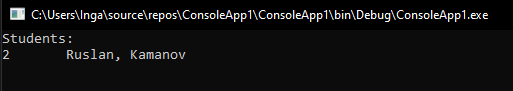 C:\Users\Inga\source\repos\ConsoleApp1\ConsoleApp1\bin\Debug\ConsoleApp1.exe
Students:
2       Ruslan, Kamanov